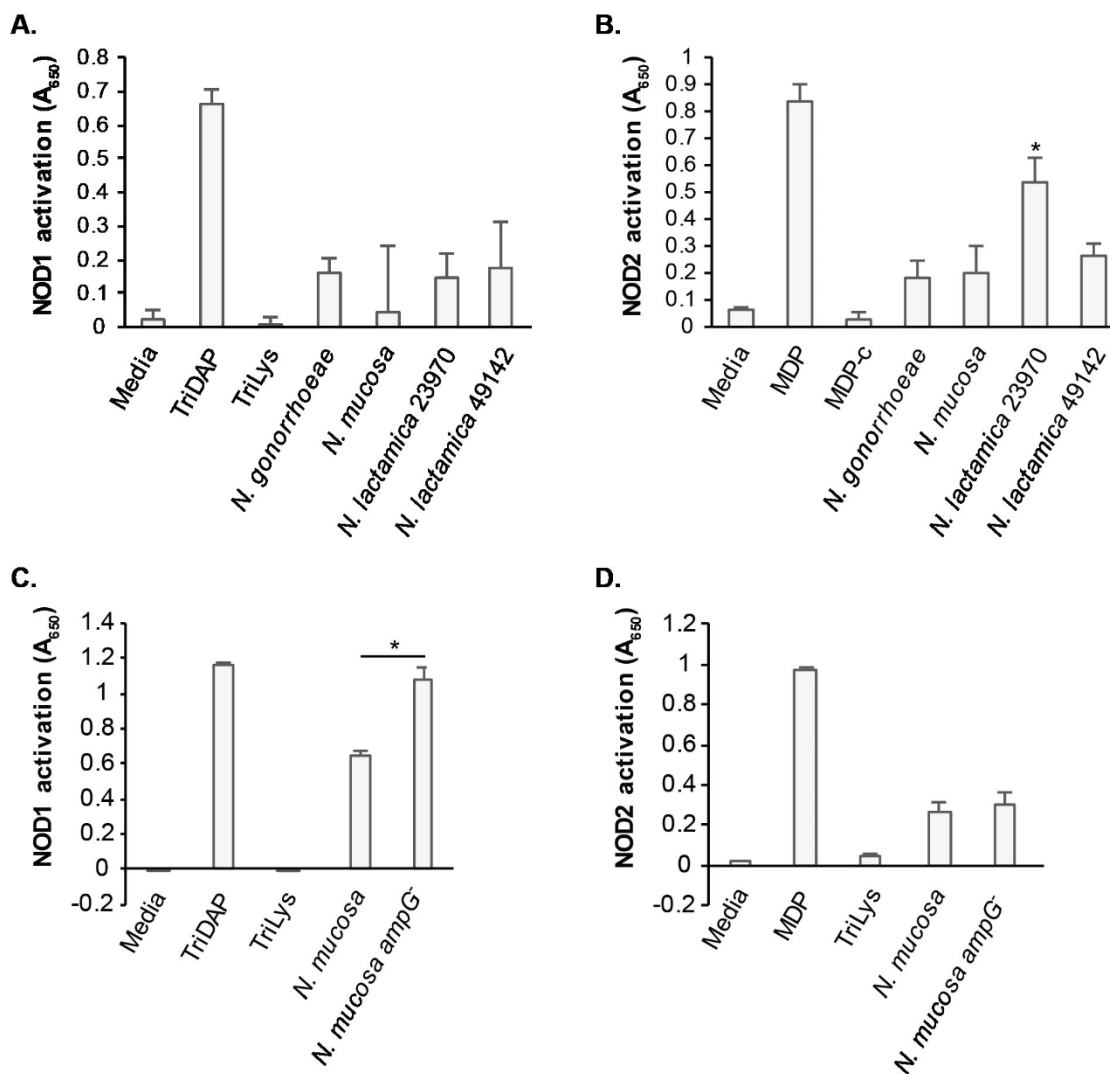 A.
NOD1 activation (A650)
0.8
0.7
0.6
0.5
0.4
0.3
0.2
0.1
0
Media
TriDAP
TriLys
N. gonorrhoeae
N. mucosa
N. lactamica 23970
N. lactamica 49142
B.
NOD2 activation (A650)
1
0.9
0.8
0.7
0.6
0.5
0.4
0.3
0.2
0.1
0
*
Media
MDP
MDP-c
N. gonorrhoeae
N. mucosa
N. lactamica 23970
N. lactamica 49142
C.
NOD1 activation (A650)
1.4
1.2
1
0.8
0.6
0.4
0.2
0
-0.2
*
Media
TriDAP
TriLys
N. mucosa
N. mucosa ampG-
D.
NOD2 activation (A650)
1.2
1
0.8
0.6
0.4
0.2
0
-0.2
Media
MDP
TriLys
N. mucosa
N. mucosa ampG-